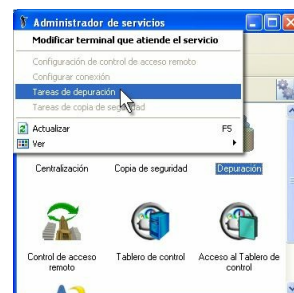 Administrador de servicios
Modificar terminal que atiende el servicio
Configuración de control de acceso remoto
Configurar conexión
Tareas de depuración
Tareas de copia de seguridad
Actualizar F5
Ver
Centralización Copia de seguridad Depuración
Control de acceso remoto Tablero de control Acceso al Tablero de control